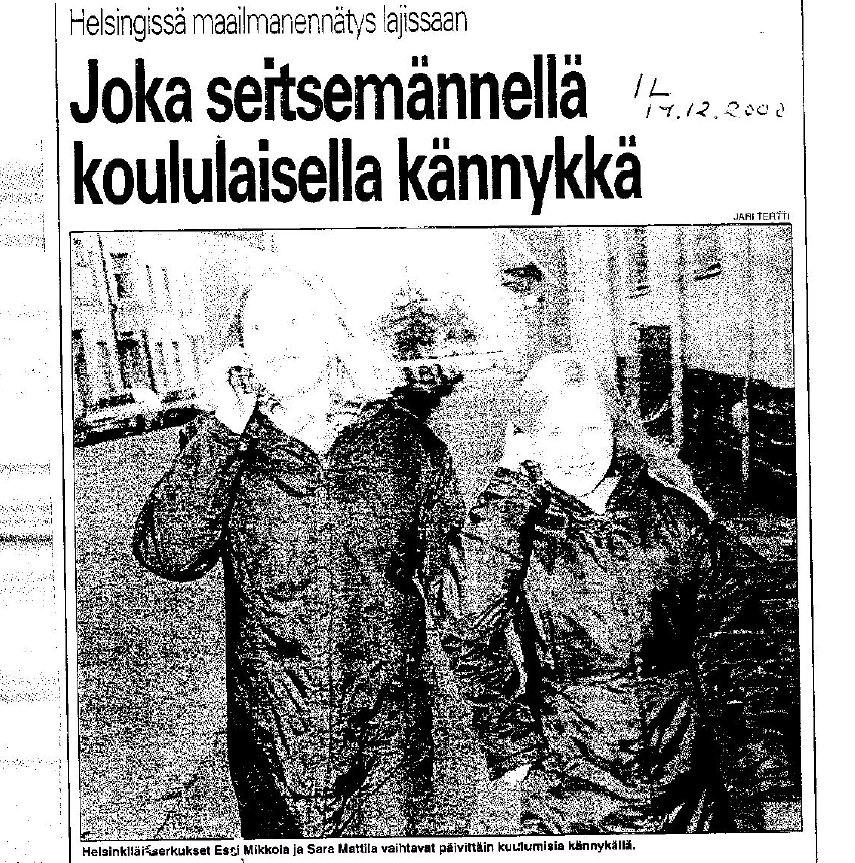 Helsingissä maailmanennätys lajissaan
Joka seitsemännellä
koululaisella kännykkä
IL
17.12.2000
JARI TERTTI
Helsinkiläisserkukset Essi Mikkola ja Sara Mattila vaihtavat päivittäin kuulumisia kännykällä.